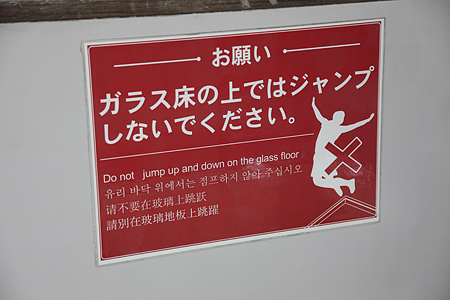 お願い
ガラス床の上ではジャンプ
しないでください。
Do not jump up and down on the glass floor
유리 바닥 위에서는 점프하지 않아 주십시오
请不要在玻璃上跳跃
請別在玻璃地板上跳躍